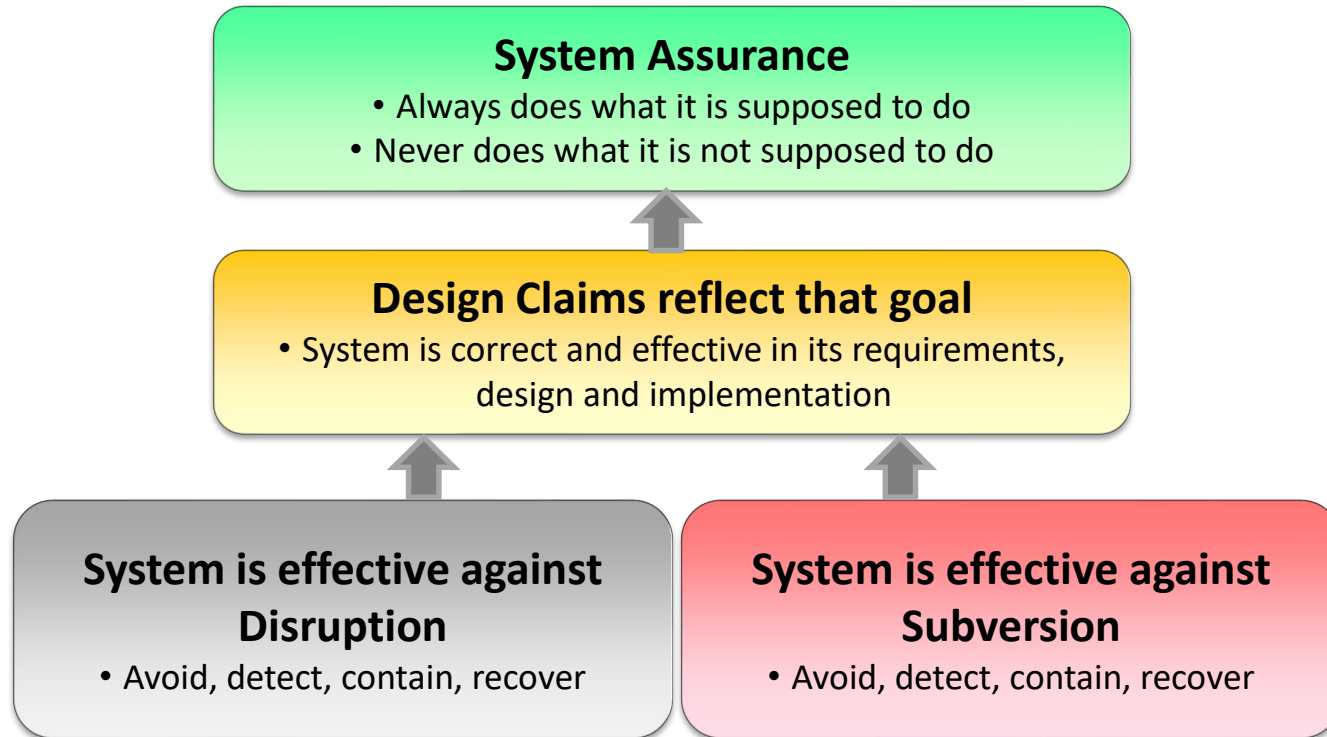 System Assurance
• Always does what it is supposed to do
• Never does what it is not supposed to do
Design Claims reflect that goal
• System is correct and effective in its requirements,
design and implementation
System is effective against
Disruption
• Avoid, detect, contain, recover
System is effective against
Subversion
• Avoid, detect, contain, recover